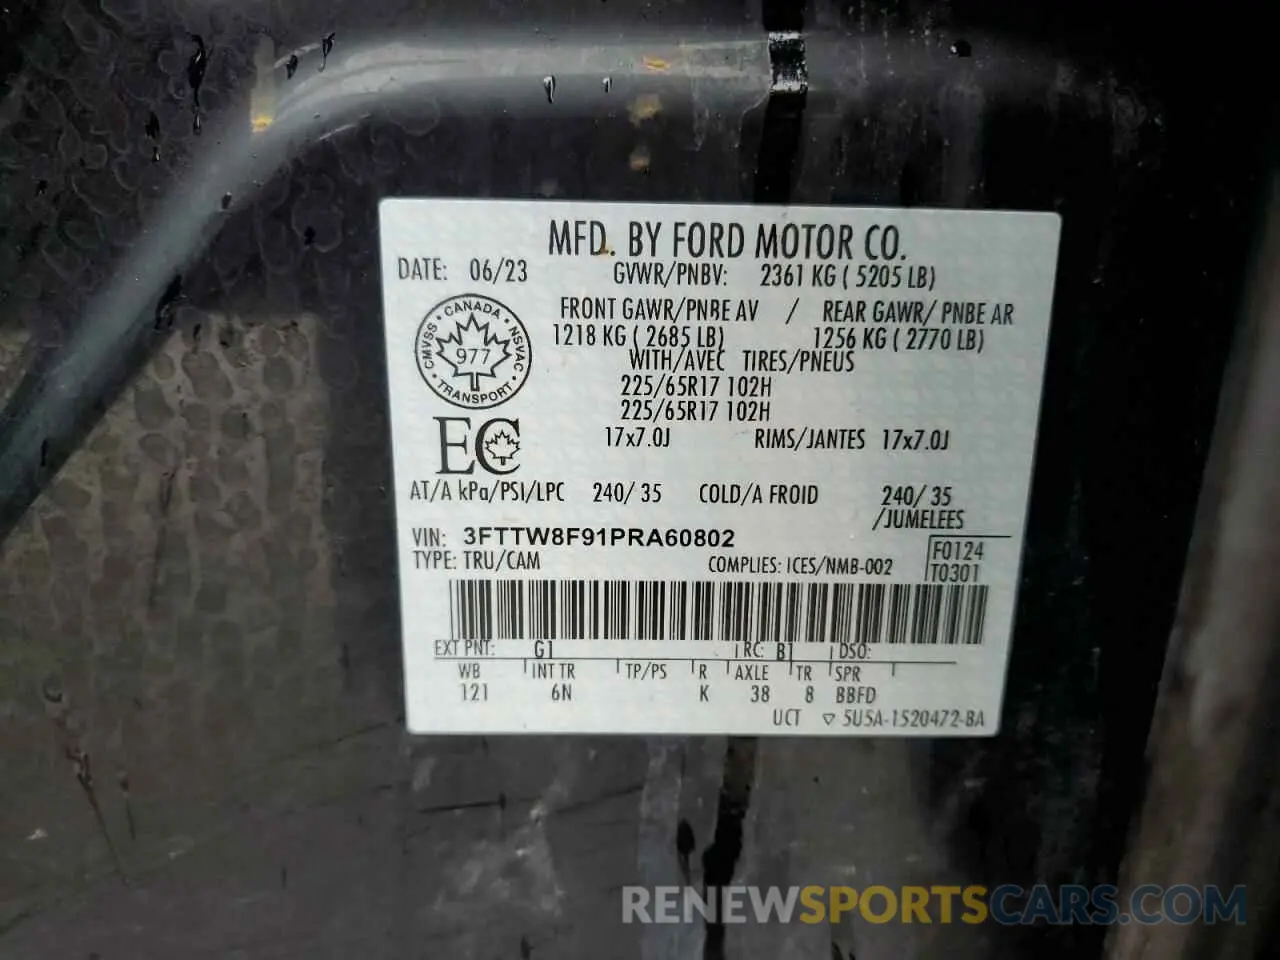 MFD. BY FORD MOTOR CO.
DATE: 06/23 GVWR/PNBV: 2361 KG ( 5205 LB)
FRONT GAWR/PNBE AV / REAR GAWR/ PNBE AR
1218 KG ( 2685 LB) 1256 KG ( 2770 LB)
WITH/AVEC TIRES/PNEUS
CANADA
CMVSS 977 NSVAC
TRANSPORT
225/65R17 102H
225/65R17 102H
EC
17x7.0J RIMS/JANTES 17x7.0J
AT/A kPa/PSI/LPC 240/ 35 COLD/A FROID 240/ 35
/JUMELEES
VIN: 3FTTW8F91PRA60802
TYPE: TRU/CAM COMPLIES: ICES/NMB-002
F0124
T0301
EXT PNT: G1 RC: B1 DSO:
WB INT TR TP/PS R AXLE TR SPR
121 6N K 38 8 BBFD
UCT ▽ 5U5A-1520472-BA
RENEWSPORTSCARS.COM